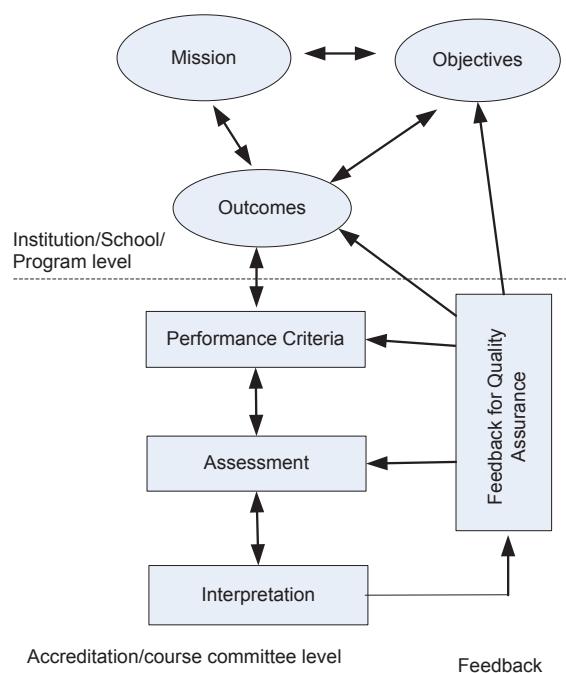 Mission
Objectives
Outcomes
Institution/School/
Program level
Performance Criteria
Feedback for Quality
Assurance
Assessment
Interpretation
Accreditation/course committee level
Feedback